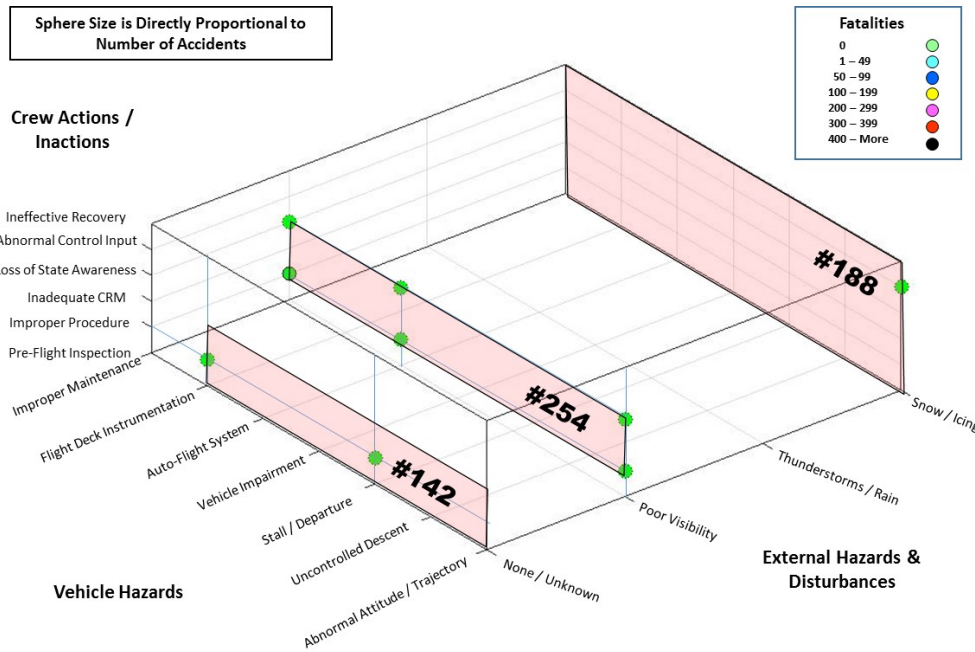 Sphere Size is Directly Proportional to
Number of Accidents
Fatalities
0
1 – 49
50 – 99
100 – 199
200 – 299
300 – 399
400 – More
Crew Actions /
Inactions
Ineffective Recovery
Abnormal Control Input
Loss of State Awareness
Inadequate CRM
Improper Procedure
Pre-Flight Inspection
Improper Maintenance
Flight Deck Instrumentation
Auto-Flight System
Vehicle Impairment
Stall / Departure
Uncontrolled Descent
Abnormal Attitude / Trajectory
Vehicle Hazards
None / Unknown
Poor Visibility
Thunderstorms / Rain
Snow / Icing
External Hazards &
Disturbances
#142
#254
#188